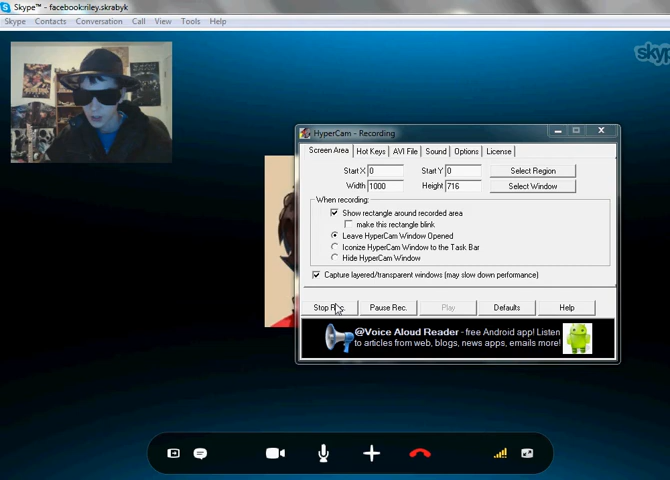 Skype™ - facebook:riley.skrabyk
Skype Contacts Conversation Call View Tools Help
HyperCam - Recording
Screen Area Hot Keys AVI File Sound Options License
Start X 0 Start Y 0 Select Region
Width 1000 Height 716 Select Window
When recording:
Show rectangle around recorded area
make this rectangle blink
Leave HyperCam Window Opened
Iconize HyperCam Window to the Task Bar
Hide HyperCam Window
Capture layered/transparent windows (may slow down performance)
Stop Rec. Pause Rec. Play Defaults Help
@Voice Aloud Reader - free Android app! Listen
to articles from web, blogs, news apps, emails more!